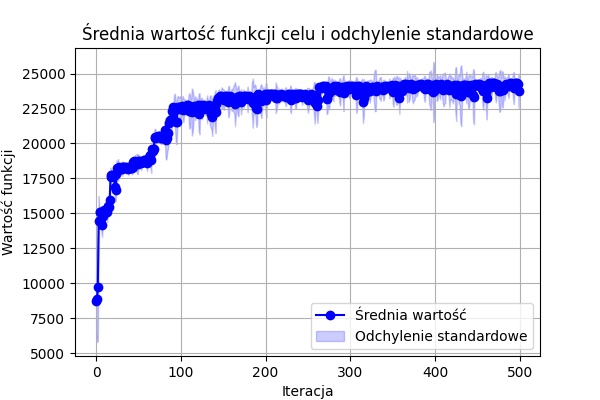 Średnia wartość funkcji celu i odchylenie standardowe
Wartość funkcji
25000
22500
20000
17500
15000
12500
10000
7500
5000
0 100 200 300 400 500
Iteracja
Średnia wartość
Odchylenie standardowe